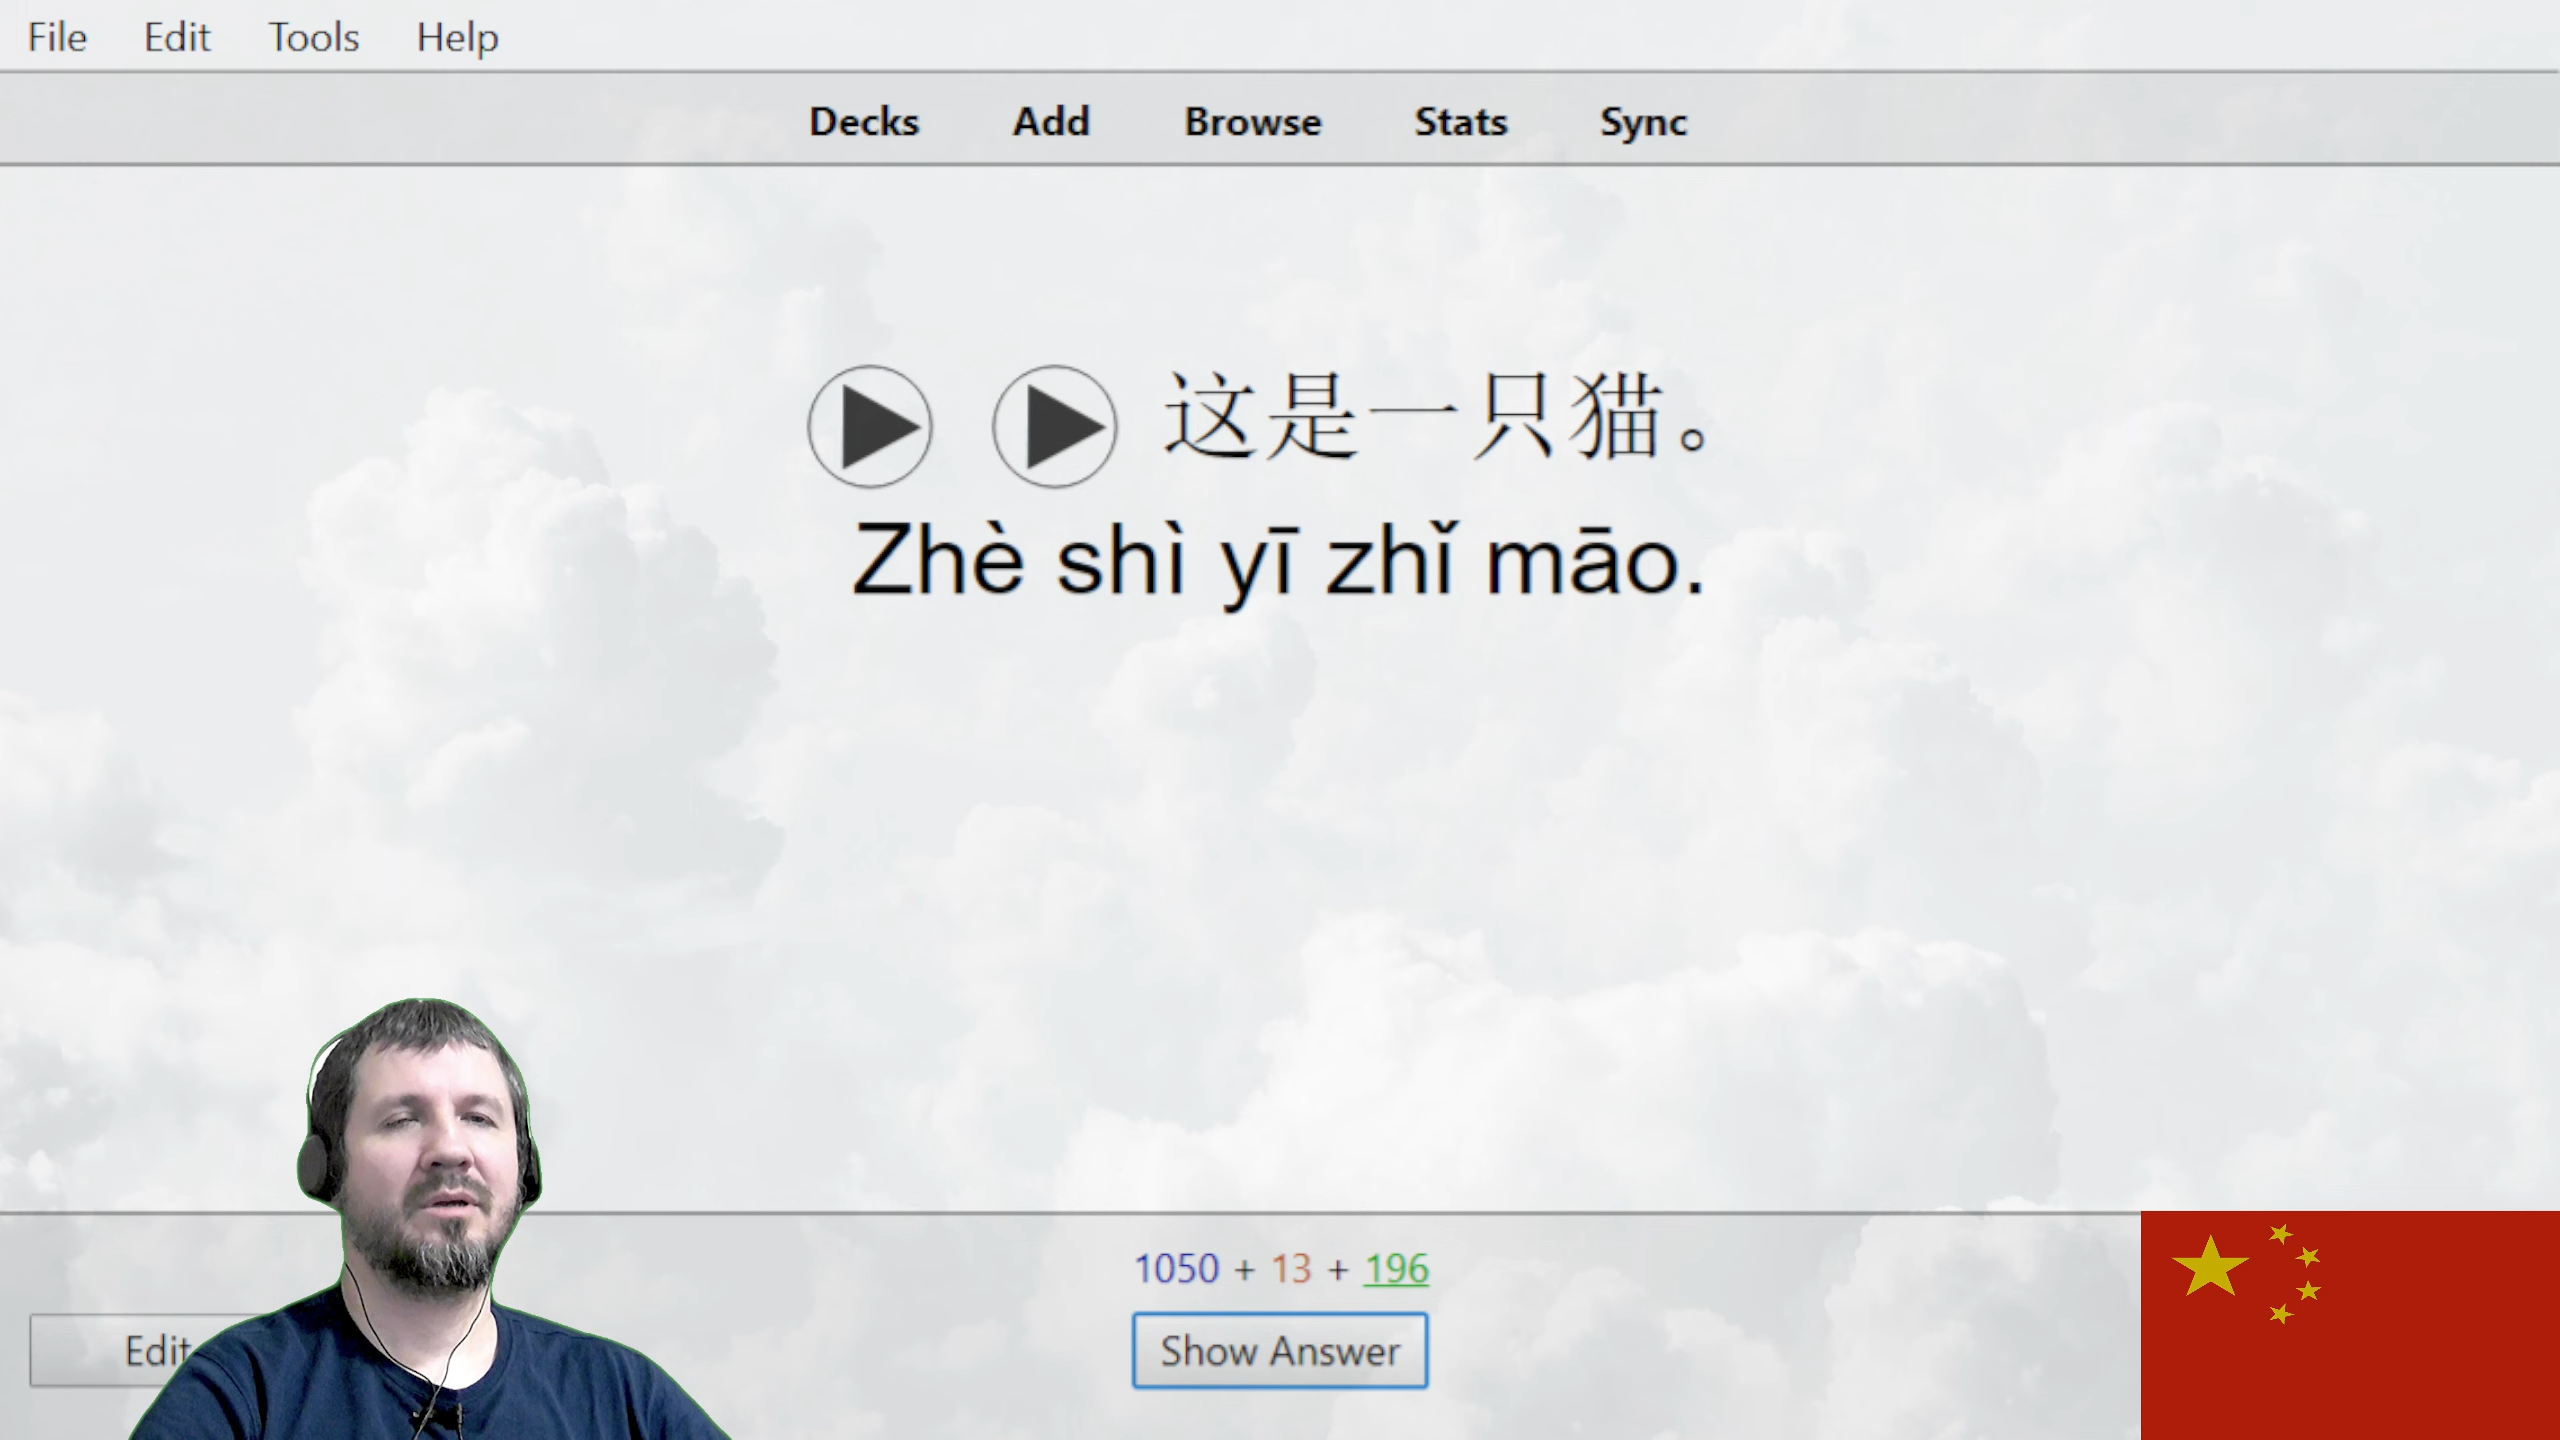 File Edit Tools Help
Decks Add Browse Stats Sync
这是一只猫。
Zhè shì yī zhǐ māo.
1050 + 13 + 196
Edit Show Answer